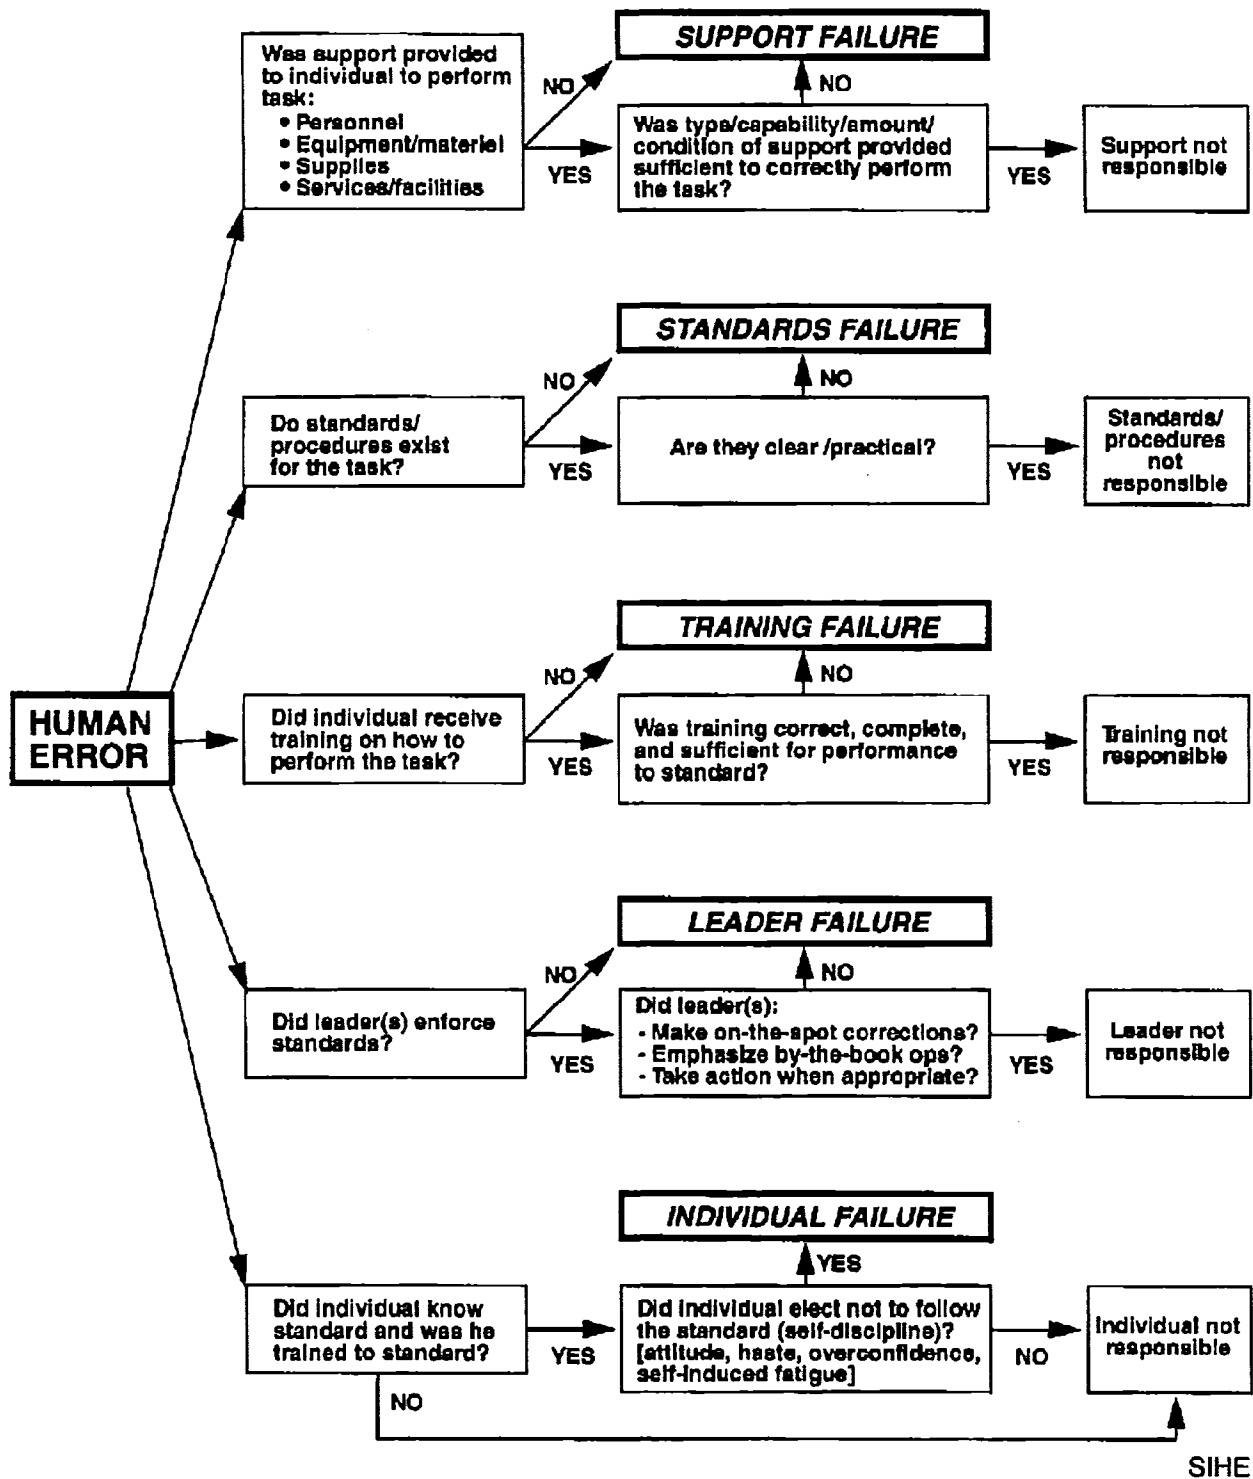 Was support provided
to individual to perform
task:
• Personnel
• Equipment/materiel
• Supplies
• Services/facilities
NO
YES
SUPPORT FAILURE
NO
Was type/capability/amount/
condition of support provided
sufficient to correctly perform
the task?
YES
Support not
responsible
STANDARDS FAILURE
NO
NO
Do standards/
procedures exist
for the task?
YES
Are they clear /practical?
YES
Standards/
procedures
not
responsible
HUMAN
ERROR
TRAINING FAILURE
NO
NO
Did individual receive
training on how to
perform the task?
YES
Was training correct, complete,
and sufficient for performance
to standard?
YES
Training not
responsible
LEADER FAILURE
NO
NO
Did leader(s) enforce
standards?
YES
Did leader(s):
- Make on-the-spot corrections?
- Emphasize by-the-book ops?
- Take action when appropriate?
YES
Leader not
responsible
INDIVIDUAL FAILURE
YES
Did individual know
standard and was he
trained to standard?
YES
Did individual elect not to follow
the standard (self-discipline)?
[attitude, haste, overconfidence,
self-induced fatigue]
NO
Individual not
responsible
NO
SIHE